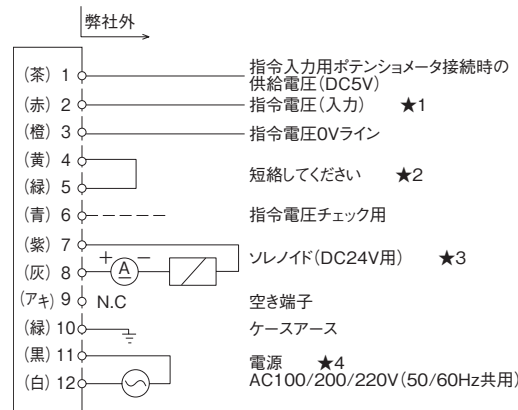 弊社外
(茶) 1 指令入力用ポテンショメータ接続時の
供給電圧(DC5V)
(赤) 2 指令電圧(入力) ★1
(橙) 3 指令電圧0Vライン
(黄) 4
短絡してください ★2
(緑) 5
(青) 6 指令電圧チェック用
(紫) 7
+ −
ソレノイド(DC24V用) ★3
(灰) 8 A
(アキ) 9 N.C 空き端子
(緑) 10 ケースアース
(黒) 11
電源 ★4
(白) 12 AC100/200/220V(50/60Hz共用)